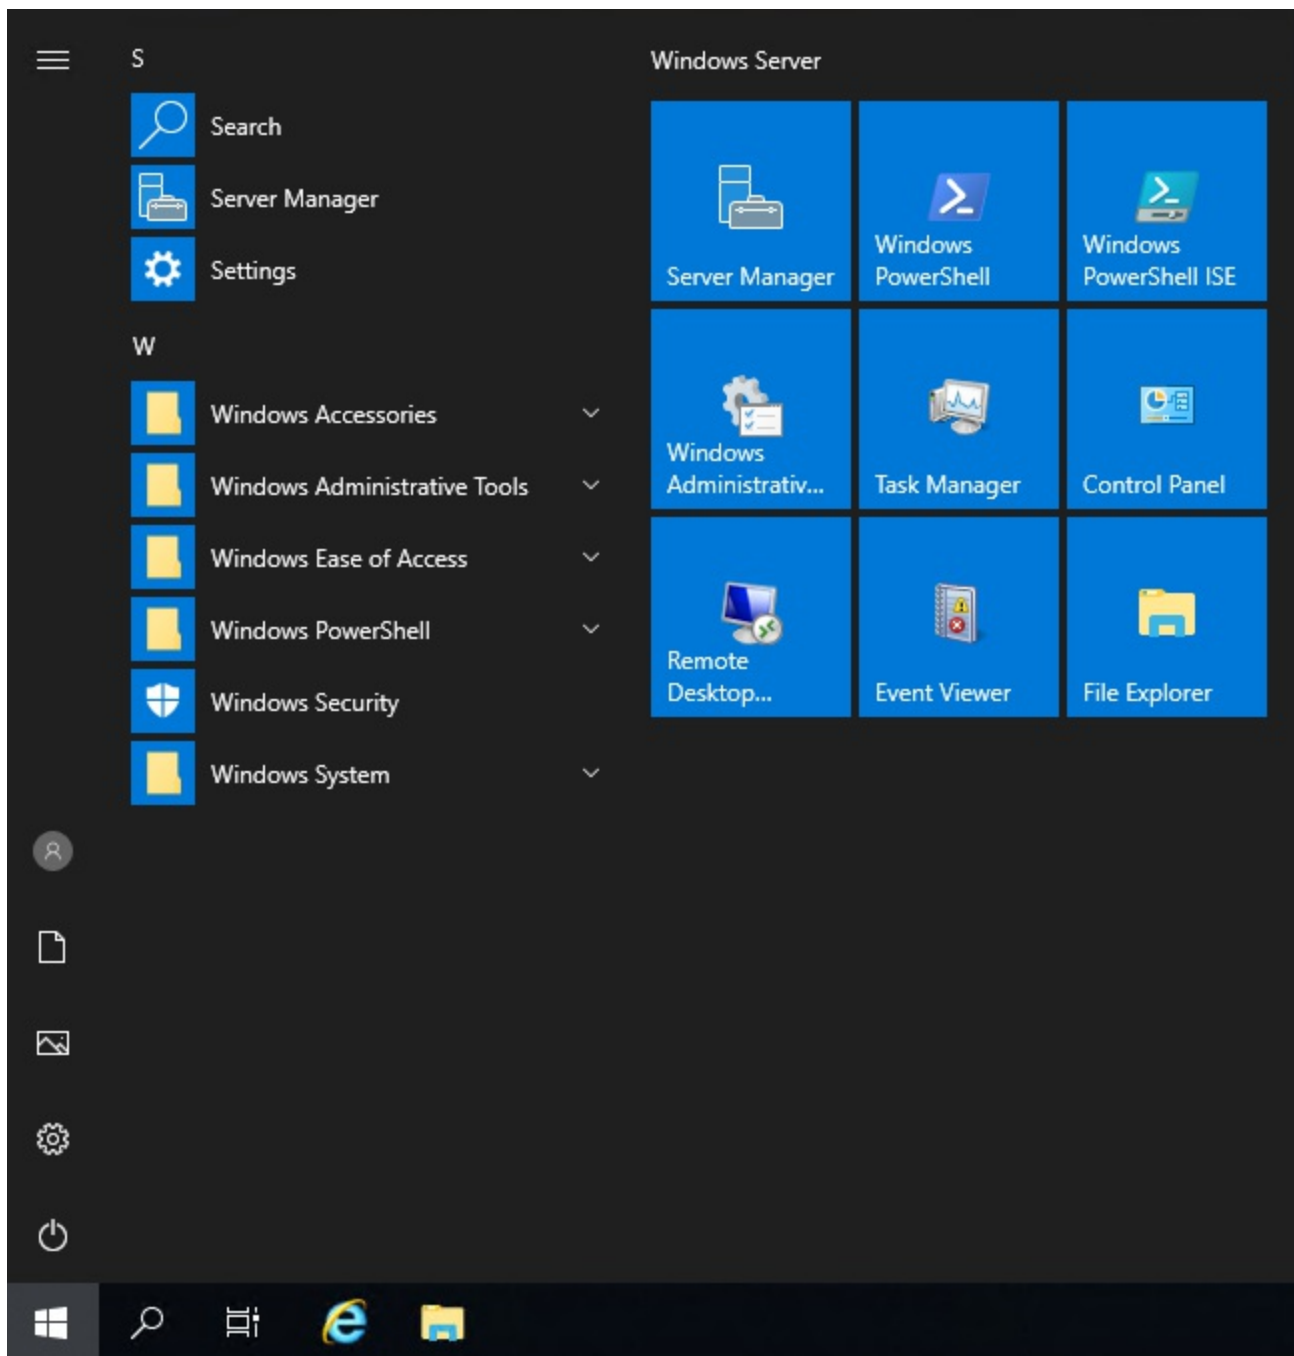 S
Search
Server Manager
Settings
W
Windows Accessories
Windows Administrative Tools
Windows Ease of Access
Windows PowerShell
Windows Security
Windows System
Windows Server
Server Manager
Windows
PowerShell
Windows
PowerShell ISE
Windows
Administrativ...
Task Manager
Control Panel
Remote
Desktop...
Event Viewer
File Explorer